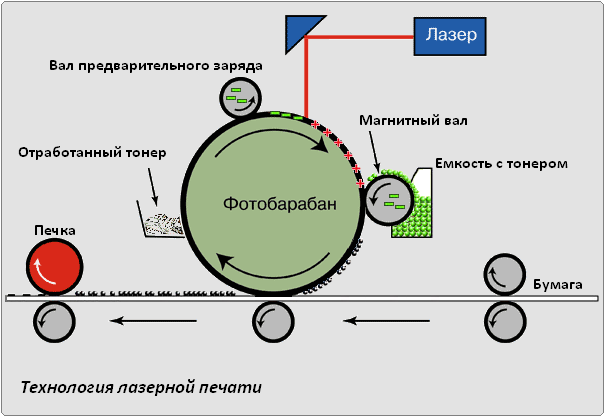 Лазер
Вал предварительного заряда
Магнитный вал
Отработанный тонер
Емкость с тонером
Фотобарабан
Печка
Бумага
Технология лазерной печати